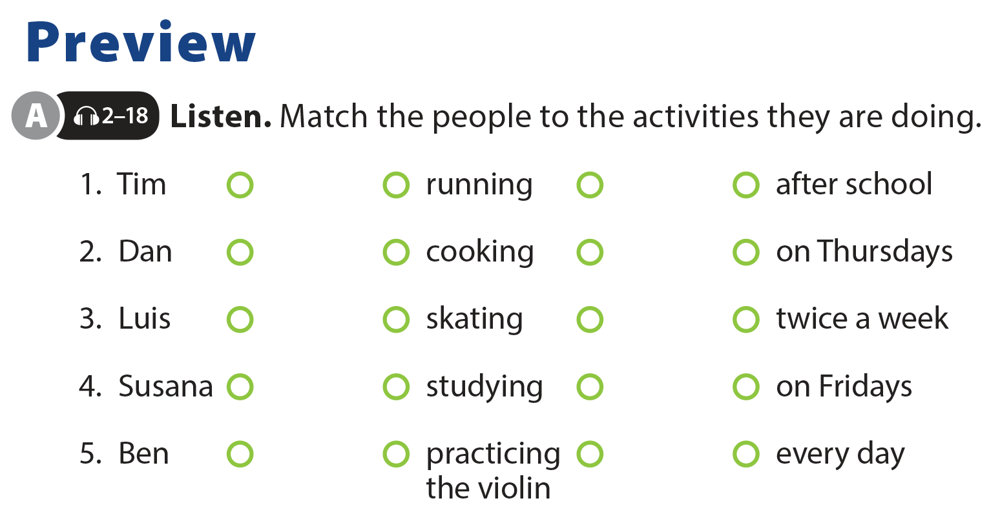 Preview
A 2–18 Listen. Match the people to the activities they are doing.
1. Tim running after school
2. Dan cooking on Thursdays
3. Luis skating twice a week
4. Susana studying on Fridays
5. Ben practicing every day
the violin